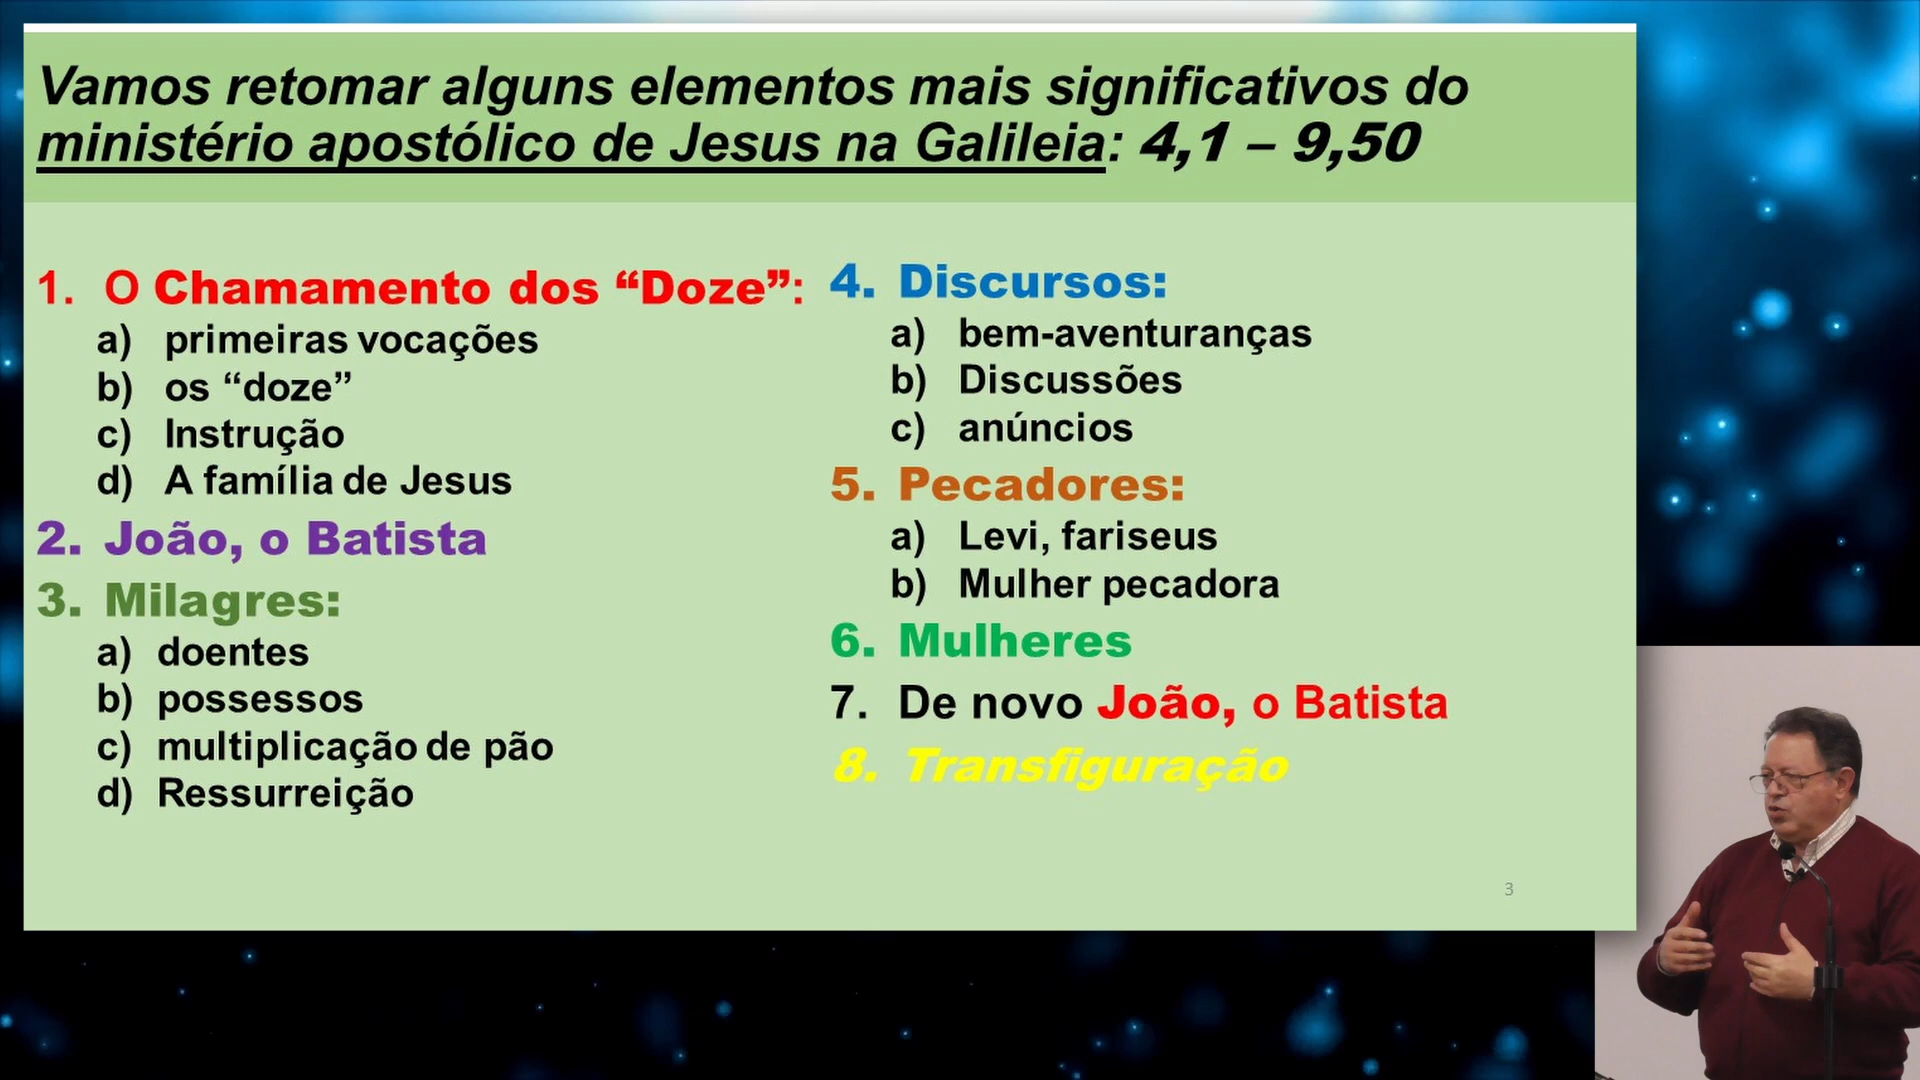 Vamos retomar alguns elementos mais significativos do
ministério apostólico de Jesus na Galileia: 4,1 – 9,50
1. O Chamamento dos “Doze”:
a) primeiras vocações
b) os “doze”
c) Instrução
d) A família de Jesus
2. João, o Batista
3. Milagres:
a) doentes
b) possessos
c) multiplicação de pão
d) Ressurreição
4. Discursos:
a) bem-aventuranças
b) Discussões
c) anúncios
5. Pecadores:
a) Levi, fariseus
b) Mulher pecadora
6. Mulheres
7. De novo João, o Batista
8. Transfiguração
3